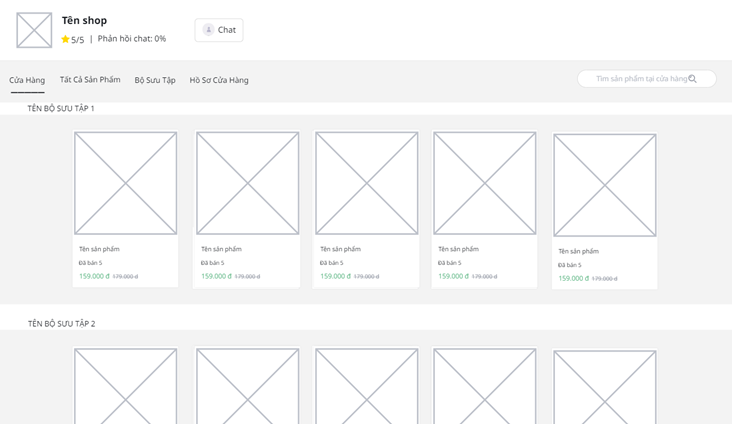 Tên shop
5/5 | Phản hồi chat: 0%
Chat
Cửa Hàng
Tất Cả Sản Phẩm
Bộ Sưu Tập
Hồ Sơ Cửa Hàng
Tìm sản phẩm tại cửa hàng
TÊN BỘ SƯU TẬP 1
Tên sản phẩm
Đã bán 5
159.000 đ 179.000 đ
Tên sản phẩm
Đã bán 5
159.000 đ 179.000 đ
Tên sản phẩm
Đã bán 5
159.000 đ 179.000 đ
Tên sản phẩm
Đã bán 5
159.000 đ 179.000 đ
Tên sản phẩm
Đã bán 5
159.000 đ 179.000 đ
TÊN BỘ SƯU TẬP 2